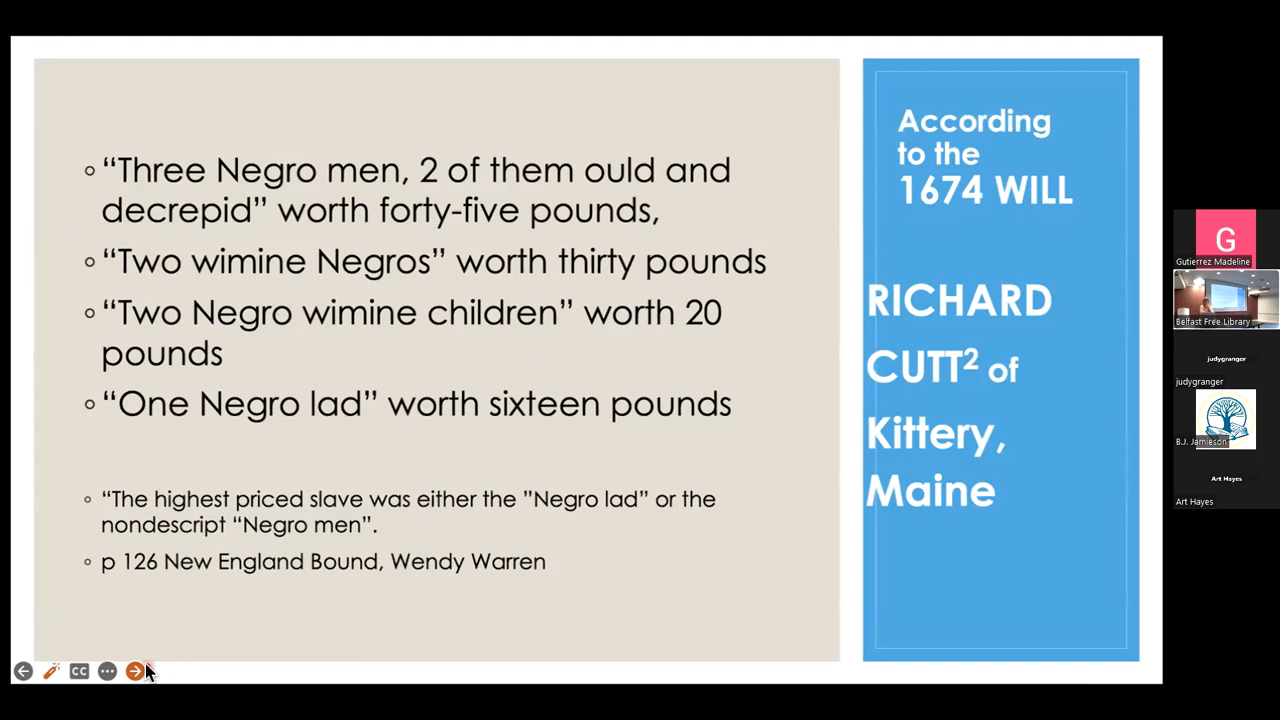 ◦ “Three Negro men, 2 of them ould and
decrepid” worth forty-five pounds,
◦ “Two wimine Negros” worth thirty pounds
◦ “Two Negro wimine children” worth 20
pounds
◦ “One Negro lad” worth sixteen pounds
◦ “The highest priced slave was either the ”Negro lad” or the
nondescript “Negro men”.
◦ p 126 New England Bound, Wendy Warren
According
to the
1674 WILL
RICHARD
CUTT² of
Kittery,
Maine
CC
G
Gutierrez Madeline
Belfast Free Library
judygranger
judygranger
B.J. Jamieson
Art Hayes
Art Hayes